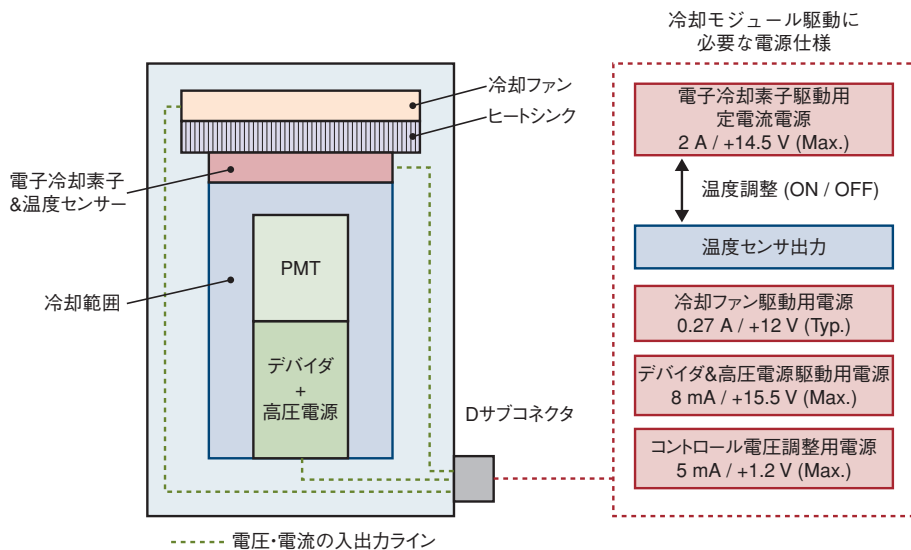 冷却モジュール駆動に
必要な電源仕様
冷却ファン
ヒートシンク
電子冷却素子
&温度センサー
冷却範囲
PMT
デバイダ
+
高圧電源
Dサブコネクタ
電圧・電流の入出力ライン
電子冷却素子駆動用
定電流電源
2 A / +14.5 V (Max.)
温度調整 (ON / OFF)
温度センサ出力
冷却ファン駆動用電源
0.27 A / +12 V (Typ.)
デバイダ&高圧電源駆動用電源
8 mA / +15.5 V (Max.)
コントロール電圧調整用電源
5 mA / +1.2 V (Max.)